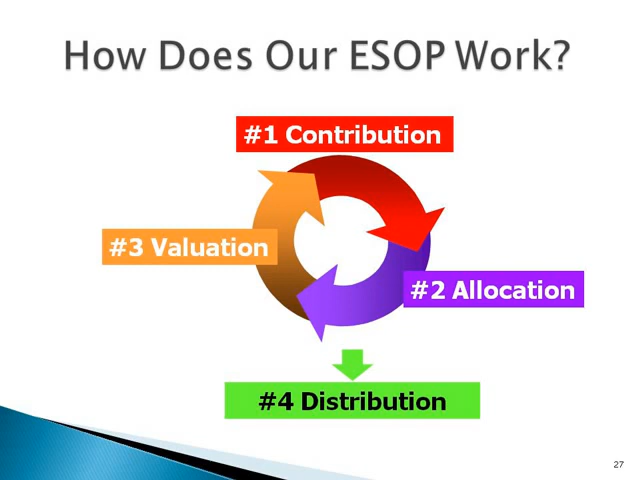 How Does Our ESOP Work?
#1 Contribution
#3 Valuation
#2 Allocation
#4 Distribution
27